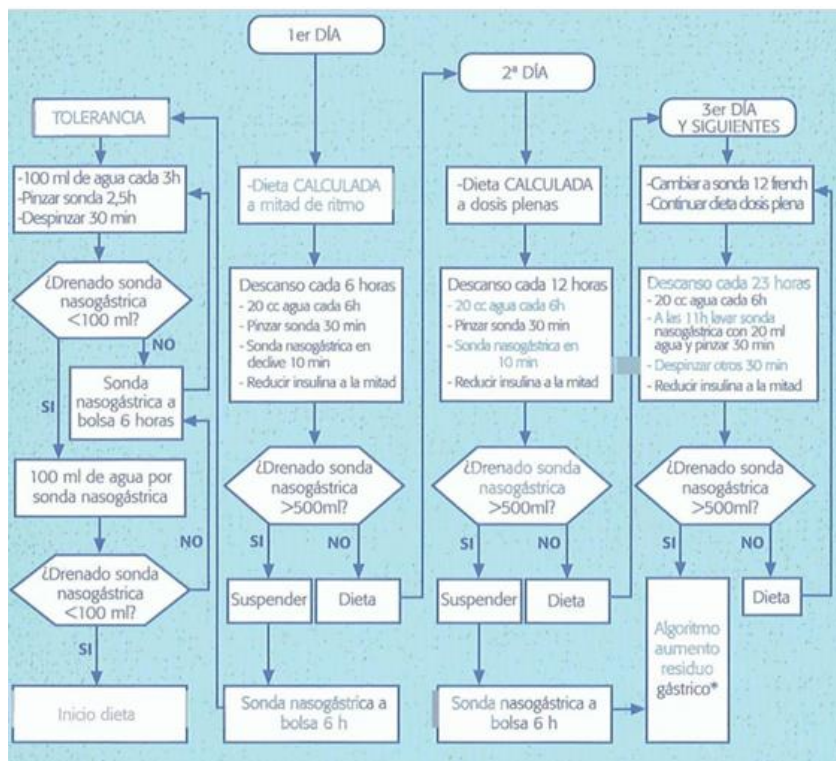 1er DÍA
2ª DÍA
3er DÍA
Y SIGUIENTES
TOLERANCIA
-100 ml de agua cada 3h
-Pinzar sonda 2,5h
-Despinzar 30 min
¿Drenado sonda
nasogástrica
<100 ml?
NO
SI
Sonda
nasogástrica a
bolsa 6 horas
100 ml de agua por
sonda nasogástrica
NO
¿Drenado sonda
nasogástrica
<100 ml?
SI
Inicio dieta
-Dieta CALCULADA
a mitad de ritmo
Descanso cada 6 horas
- 20 cc agua cada 6h
- Pinzar sonda 30 min
- Sonda nasogástrica en
declive 10 min
- Reducir insulina a la mitad
¿Drenado sonda
nasogástrica
>500ml?
SI
NO
Suspender
Dieta
Sonda nasogástrica a
bolsa 6 h
-Dieta CALCULADA
a dosis plenas
Descanso cada 12 horas
- 20 cc agua cada 6h
- Pinzar sonda 30 min
- Sonda nasogástrica en
10 min
- Reducir insulina a la mitad
¿Drenado sonda
nasogástrica
>500ml?
SI
NO
Suspender
Dieta
Sonda nasogástrica a
bolsa 6 h
-Cambiar a sonda 12 french
-Continuar dieta dosis plena
Descanso cada 23 horas
- 20 cc agua cada 6h
- A las 11h lavar sonda
nasogástrica con 20 ml
agua y pinzar 30 min
- Despinzar otros 30 min
- Reducir insulina a la mitad
¿Drenado sonda
nasogástrica
>500ml?
SI
NO
Algoritmo
aumento
residuo
gástrico*
Dieta